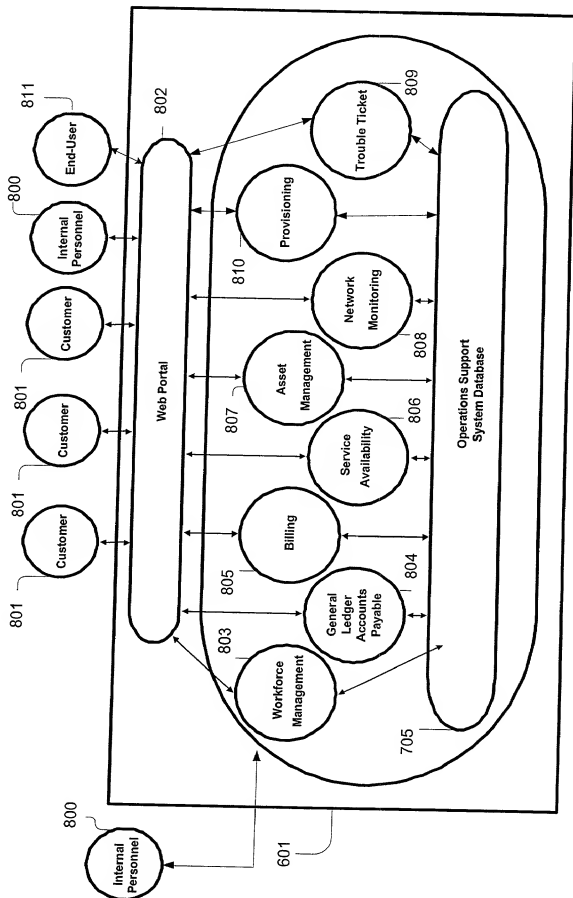 800
Internal
Personnel
801
Customer
801
Customer
801
Customer
800
Internal
Personnel
811
End-User
802
Web Portal
803
Workforce
Management
General
Ledger
Accounts
Payable
804
805
Billing
Service
Availability
806
807
Asset
Management
Network
Monitoring
808
810
Provisioning
Trouble Ticket
809
705
Operations Support
System Database
601